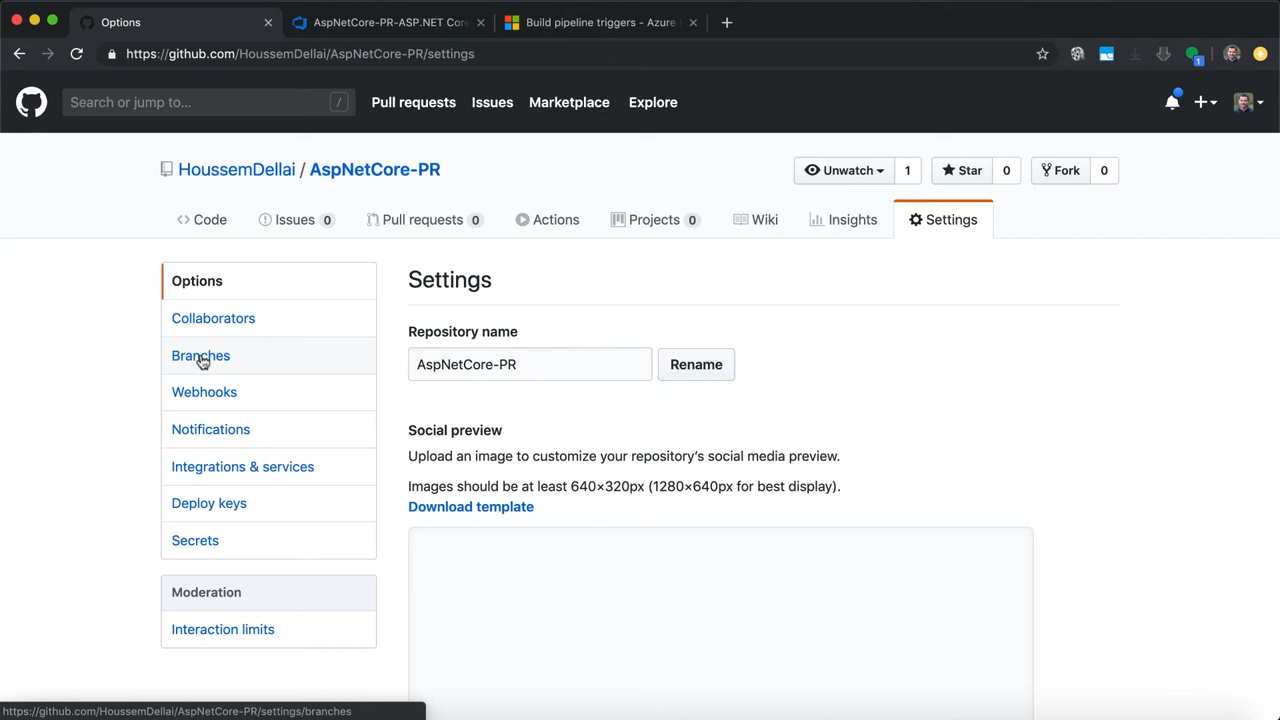 Options
AspNetCore-PR-ASP.NET Core
Build pipeline triggers - Azure
https://github.com/HoussemDellai/AspNetCore-PR/settings
1
Search or jump to...
/
Pull requests
Issues
Marketplace
Explore
HoussemDellai / AspNetCore-PR
Unwatch 1
Star 0
Fork 0
Code
Issues 0
Pull requests 0
Actions
Projects 0
Wiki
Insights
Settings
Options
Collaborators
Branches
Webhooks
Notifications
Integrations & services
Deploy keys
Secrets
Moderation
Interaction limits
Settings
Repository name
AspNetCore-PR
Rename
Social preview
Upload an image to customize your repository's social media preview.
Images should be at least 640×320px (1280×640px for best display).
Download template
https://github.com/HoussemDellai/AspNetCore-PR/settings/branches